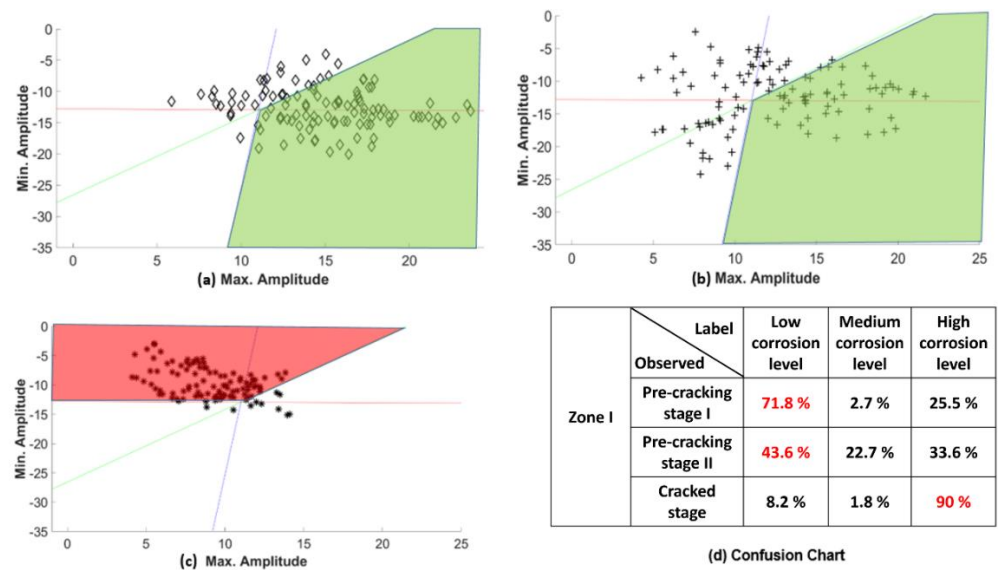 0
-5
-10
-15
-20
-25
-30
-35
Min. Amplitude
0
5
10
15
20
(a) Max. Amplitude
0
-5
-10
-15
-20
-25
-30
-35
Min. Amplitude
0
5
10
15
20
25
(b) Max. Amplitude
0
-5
-10
-15
-20
-25
-30
-35
Min. Amplitude
0
5
10
15
20
25
(c) Max. Amplitude
Label
Observed
Low
corrosion
level
Medium
corrosion
level
High
corrosion
level
Zone I
Pre-cracking
stage I
71.8 %
2.7 %
25.5 %
Pre-cracking
stage II
43.6 %
22.7 %
33.6 %
Cracked
stage
8.2 %
1.8 %
90 %
(d) Confusion Chart